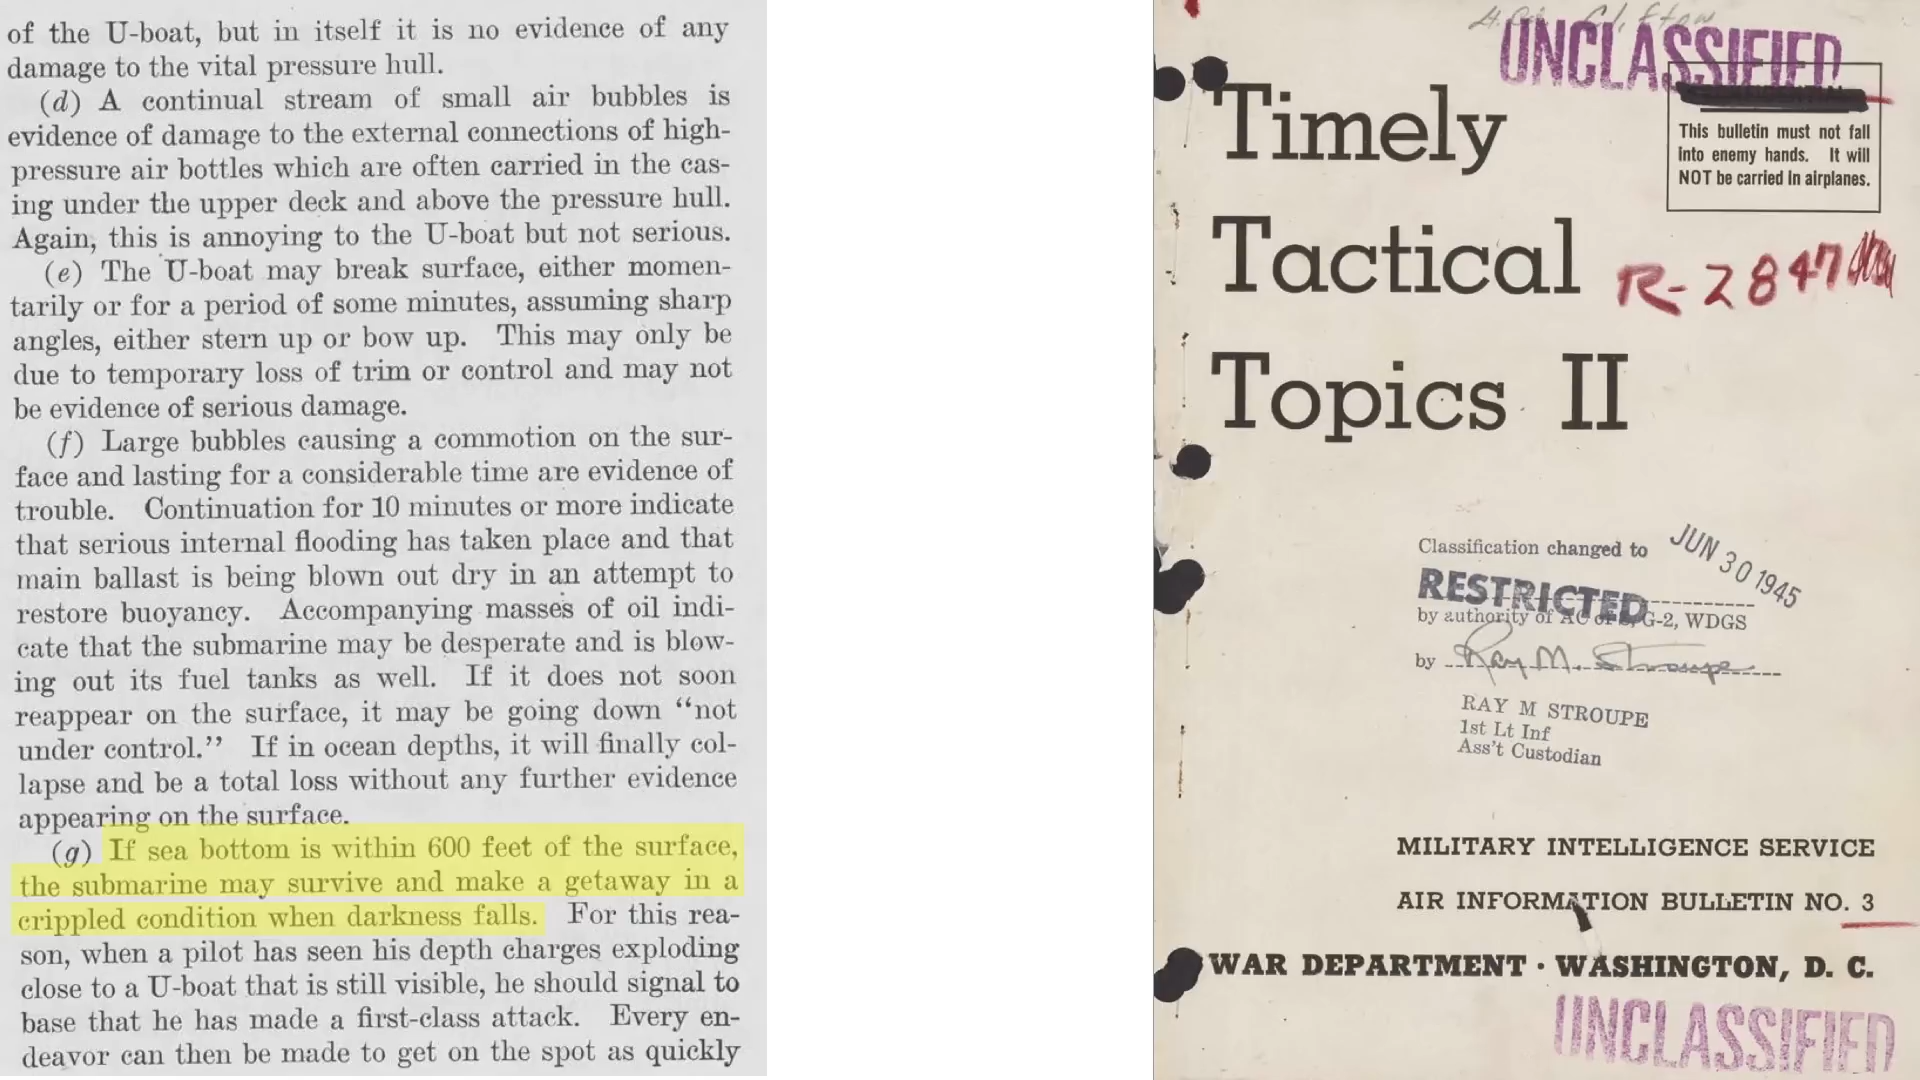 of the U-boat, but in itself it is no evidence of any
damage to the vital pressure hull.
(d) A continual stream of small air bubbles is
evidence of damage to the external connections of high-
pressure air bottles which are often carried in the cas-
ing under the upper deck and above the pressure hull.
Again, this is annoying to the U-boat but not serious.
(e) The U-boat may break surface, either momen-
tarily or for a period of some minutes, assuming sharp
angles, either stern up or bow up. This may only be
due to temporary loss of trim or control and may not
be evidence of serious damage.
(f) Large bubbles causing a commotion on the sur-
face and lasting for a considerable time are evidence of
trouble. Continuation for 10 minutes or more indicate
that serious internal flooding has taken place and that
main ballast is being blown out dry in an attempt to
restore buoyancy. Accompanying masses of oil indi-
cate that the submarine may be desperate and is blow-
ing out its fuel tanks as well. If it does not soon
reappear on the surface, it may be going down “not
under control.” If in ocean depths, it will finally col-
lapse and be a total loss without any further evidence
appearing on the surface.
(g) If sea bottom is within 600 feet of the surface,
the submarine may survive and make a getaway in a
crippled condition when darkness falls. For this rea-
son, when a pilot has seen his depth charges exploding
close to a U-boat that is still visible, he should signal to
base that he has made a first-class attack. Every en-
deavor can then be made to get on the spot as quickly
UNCLASSIFIED
This bulletin must not fall
into enemy hands. It will
NOT be carried in airplanes.
Timely
Tactical
Topics II
R-2847
Classification changed to
JUN 30 1945
RESTRICTED
by authority of AC of S, G-2, WDGS
by Ray M. Stroupe
RAY M STROUPE
1st Lt Inf
Ass't Custodian
MILITARY INTELLIGENCE SERVICE
AIR INFORMATION BULLETIN NO. 3
WAR DEPARTMENT · WASHINGTON, D. C.
UNCLASSIFIED